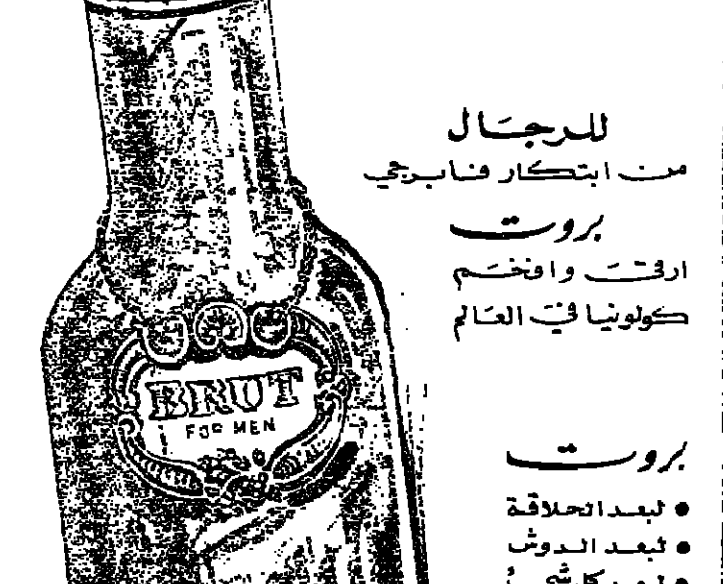 للرجال
من ابتكار فابرجي
بروت
ارقى وافخم
كولونيا في العالم
BRUT
FOR MEN
بروت
• لبعد الحلاقة
• لبعد الدوش